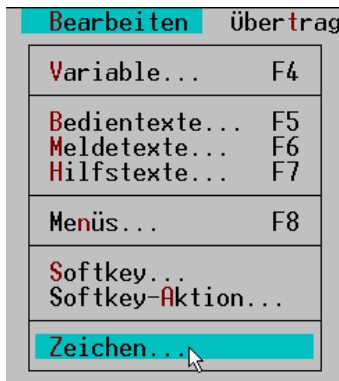 Bearbeiten Übertrag
Variable... F4
Bedientexte... F5
Meldetexte... F6
Hilfstexte... F7
Menüs... F8
Softkey...
Softkey-Aktion...
Zeichen...